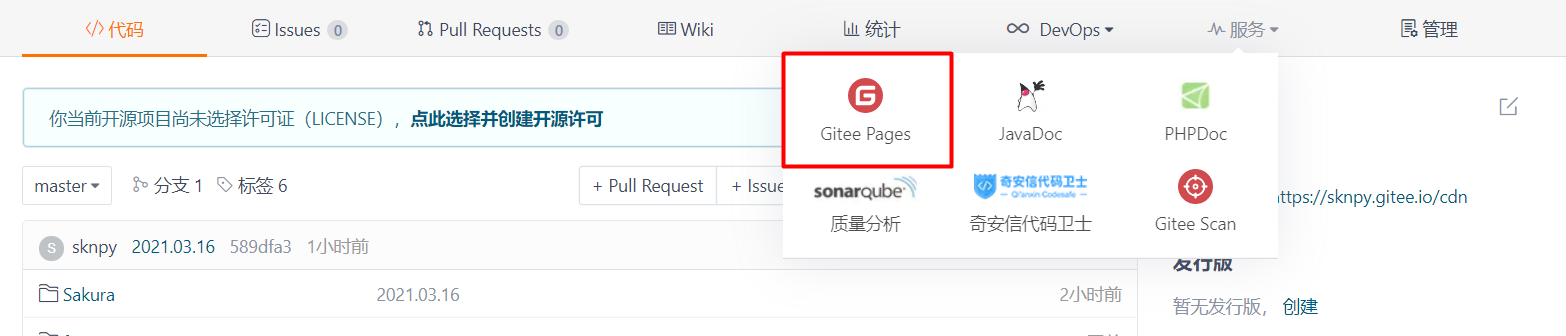 代码 Issues 0 Pull Requests 0 Wiki 统计 DevOps 服务 管理
你当前开源项目尚未选择许可证（LICENSE），点此选择并创建开源许可
Gitee Pages JavaDoc PHPDoc
master 分支 1 标签 6 + Pull Request + Issue
sonarqube 奇安信代码卫士 Qi'anxin Codesafe
https://sknpy.gitee.io/cdn
质量分析 奇安信代码卫士 Gitee Scan
S sknpy 2021.03.16 589dfa3 1小时前
发行版
Sakura 2021.03.16 2小时前
暂无发行版，创建